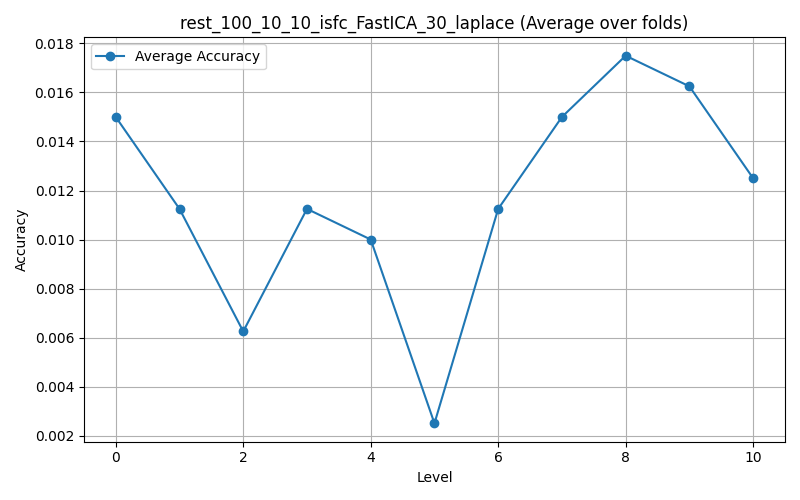 rest_100_10_10_isfc_FastICA_30_laplace (Average over folds)
Average Accuracy
Accuracy
0.018
0.016
0.014
0.012
0.010
0.008
0.006
0.004
0.002
0 2 4 6 8 10
Level